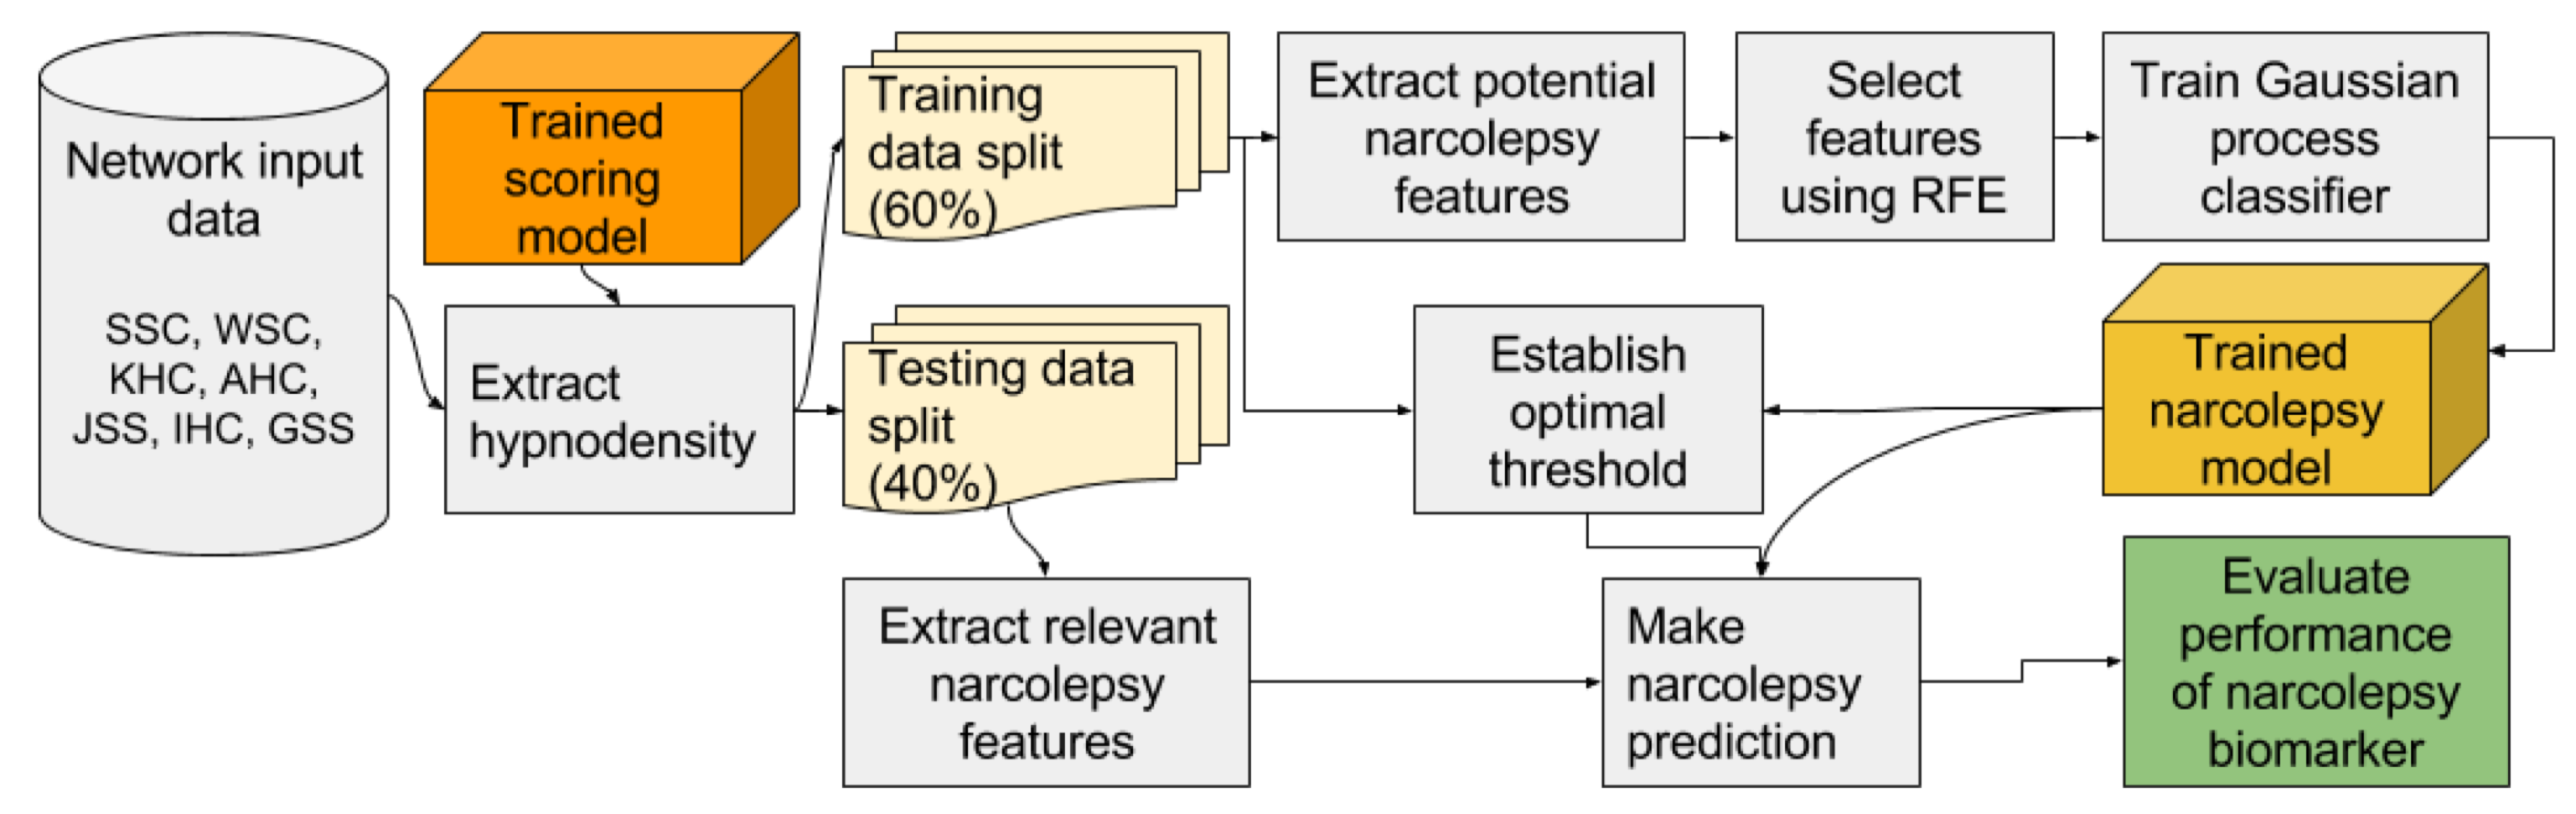 Network input
data
SSC, WSC,
KHC, AHC,
JSS, IHC, GSS
Trained
scoring
model
Extract
hypnodensity
Training
data split
(60%)
Testing data
split
(40%)
Extract potential
narcolepsy
features
Select
features
using RFE
Train Gaussian
process
classifier
Establish
optimal
threshold
Trained
narcolepsy
model
Extract relevant
narcolepsy
features
Make
narcolepsy
prediction
Evaluate
performance
of narcolepsy
biomarker